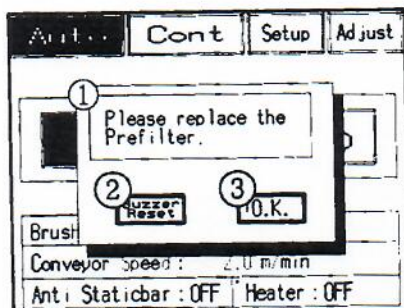 Auto Cont Setup Adjust
①
Please replace the
Prefilter.
② ③
Buzzer
Reset
O.K.
Brush
Conveyor Speed : 2.0 m/min
Anti Staticbar : OFF Heater : OFF